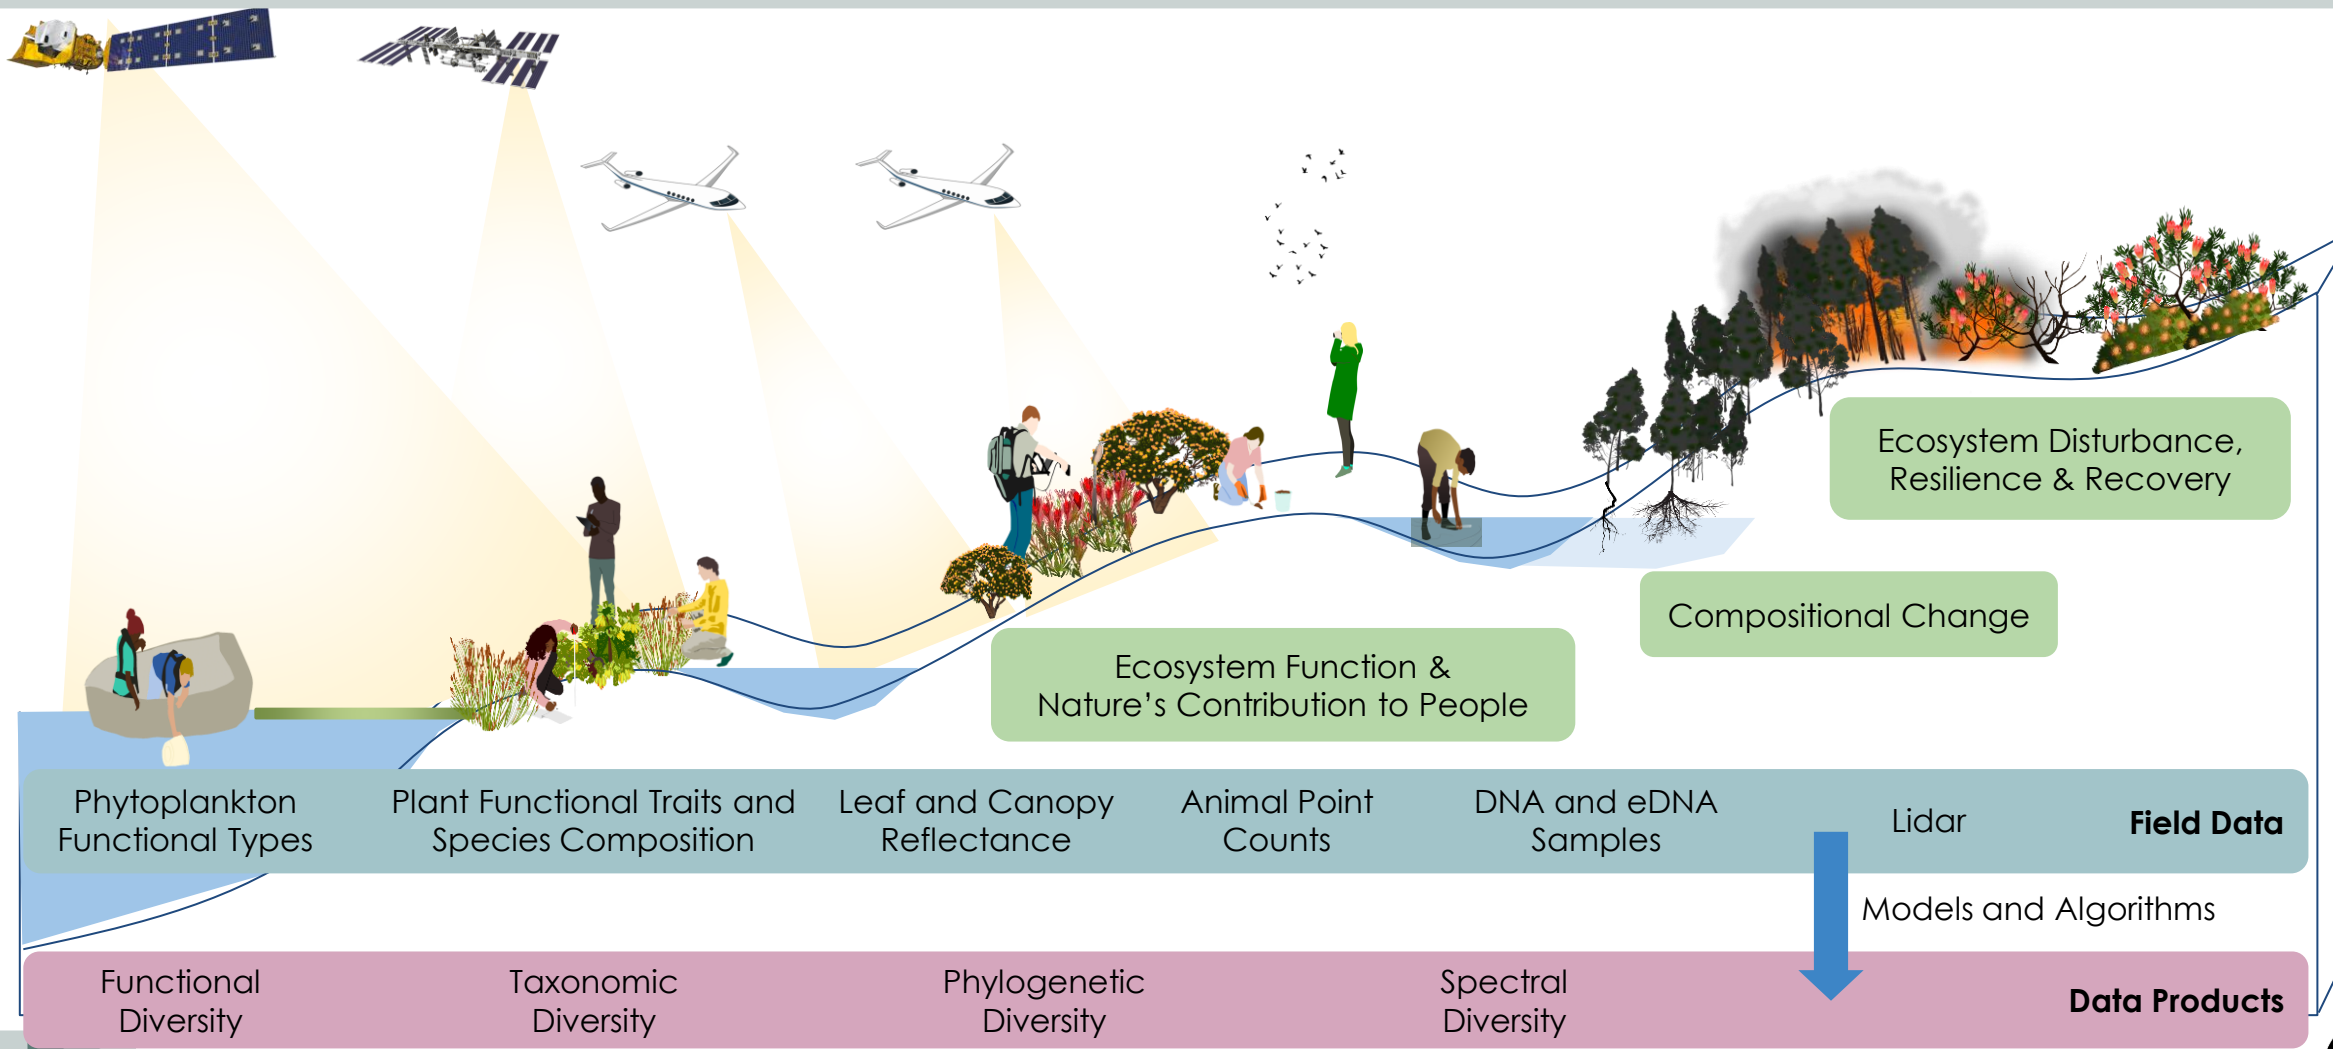 Ecosystem Disturbance,
Resilience & Recovery
Compositional Change
Ecosystem Function &
Nature's Contribution to People
Phytoplankton
Functional Types
Plant Functional Traits and
Species Composition
Leaf and Canopy
Reflectance
Animal Point
Counts
DNA and eDNA
Samples
Lidar
Field Data
Models and Algorithms
Functional
Diversity
Taxonomic
Diversity
Phylogenetic
Diversity
Spectral
Diversity
Data Products